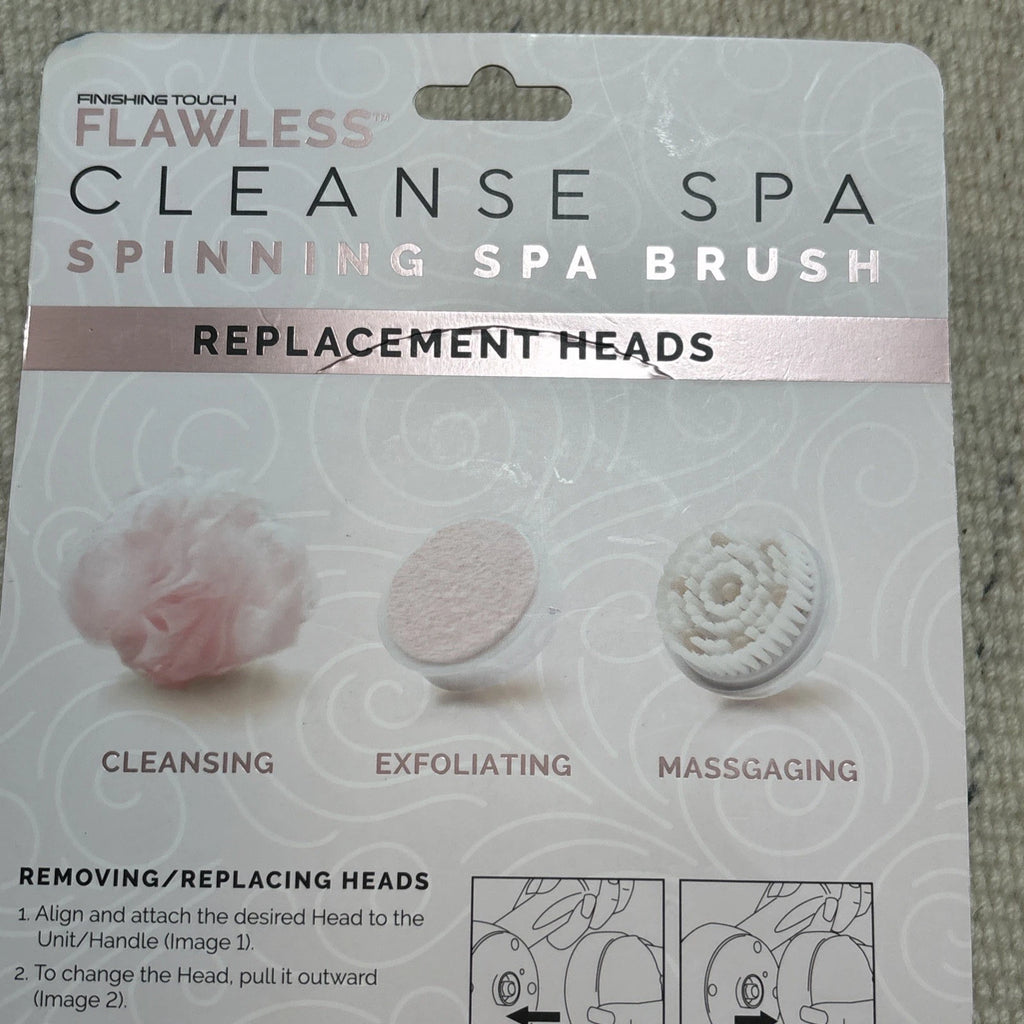 FINISHING TOUCH
FLAWLESS™
CLEANSE SPA
SPINNING SPA BRUSH
REPLACEMENT HEADS
CLEANSING EXFOLIATING MASSGAGING
REMOVING/REPLACING HEADS
1. Align and attach the desired Head to the
Unit/Handle (Image 1).
2. To change the Head, pull it outward
(Image 2).